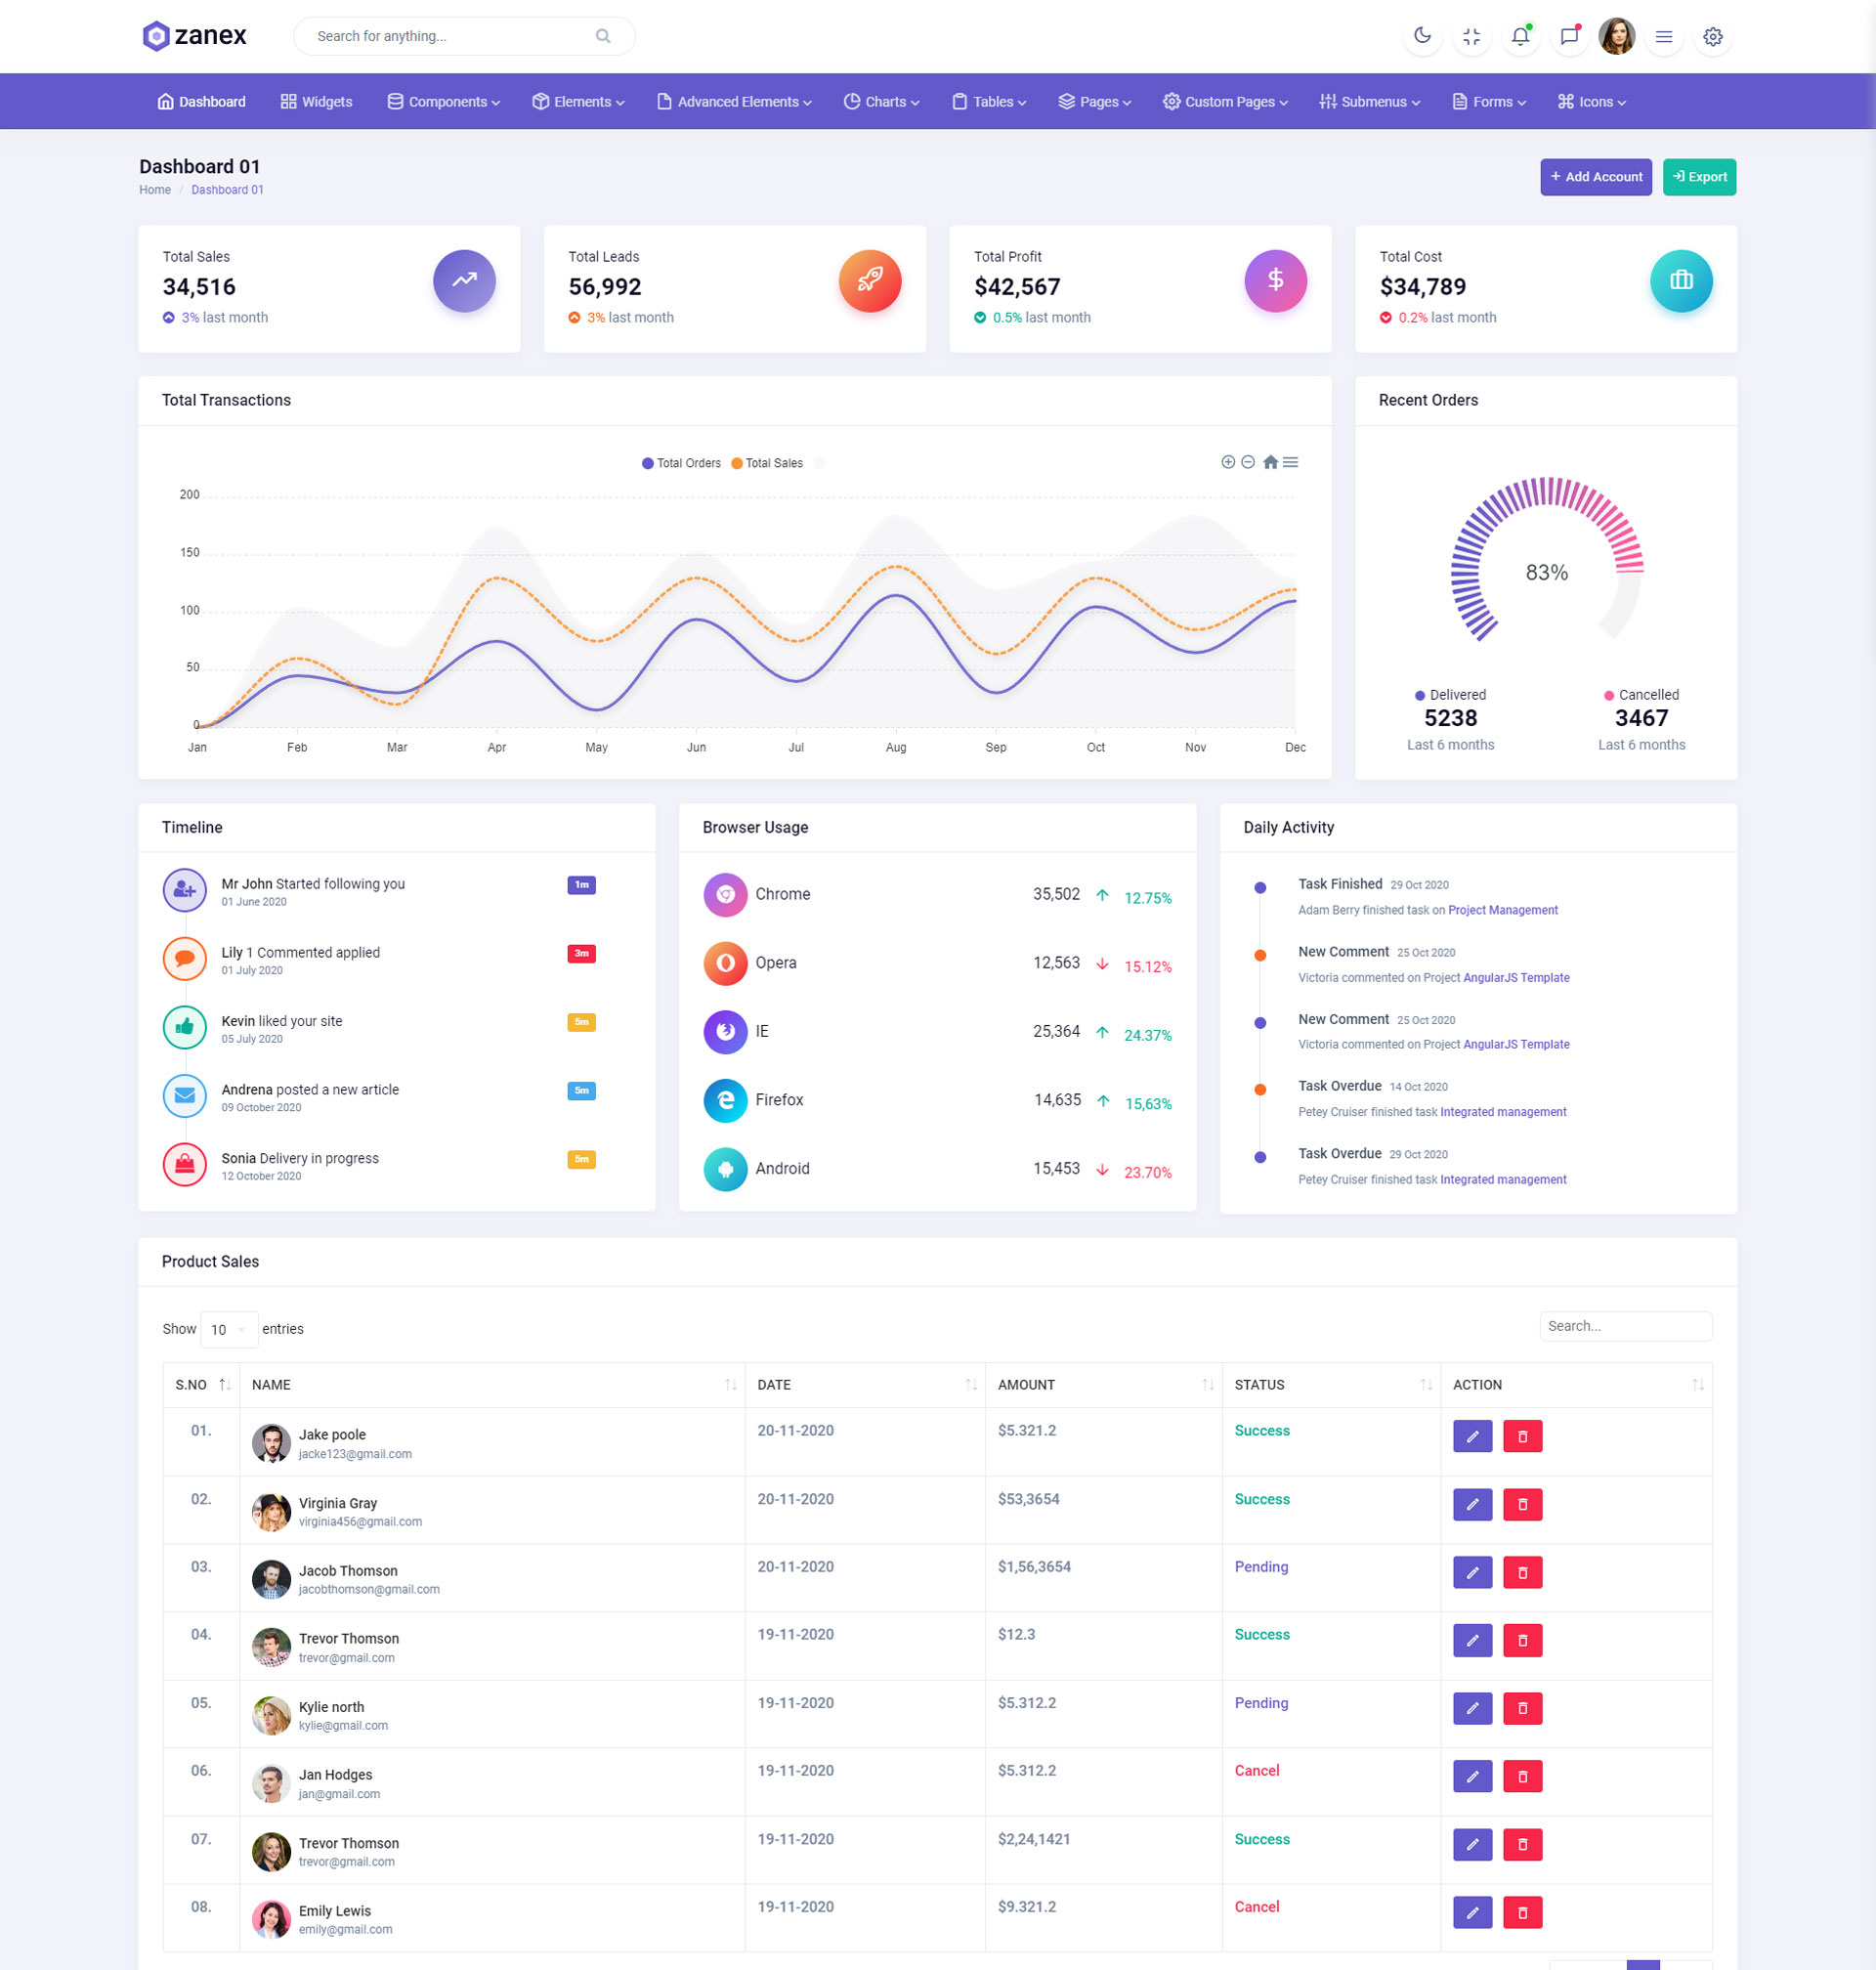 zanex
Search for anything...
Dashboard Widgets Components Elements Advanced Elements Charts Tables Pages Custom Pages Submenus Forms Icons
Dashboard 01
Home / Dashboard 01
+ Add Account Export
Total Sales
34,516
3% last month
Total Leads
56,992
3% last month
Total Profit
$42,567
0.5% last month
Total Cost
$34,789
0.2% last month
Total Transactions
Total Orders Total Sales
200
150
100
50
0
Jan Feb Mar Apr May Jun Jul Aug Sep Oct Nov Dec
Recent Orders
83%
Delivered
5238
Last 6 months
Cancelled
3467
Last 6 months
Timeline
Mr John Started following you 1m
01 June 2020
Lily 1 Commented applied 3m
01 July 2020
Kevin liked your site 5m
05 July 2020
Andrena posted a new article 5m
09 October 2020
Sonia Delivery in progress 5m
12 October 2020
Browser Usage
Chrome 35,502 12.75%
Opera 12,563 15.12%
IE 25,364 24.37%
Firefox 14,635 15,63%
Android 15,453 23.70%
Daily Activity
Task Finished 29 Oct 2020
Adam Berry finished task on Project Management
New Comment 25 Oct 2020
Victoria commented on Project AngularJS Template
New Comment 25 Oct 2020
Victoria commented on Project AngularJS Template
Task Overdue 14 Oct 2020
Petey Cruiser finished task Integrated management
Task Overdue 29 Oct 2020
Petey Cruiser finished task Integrated management
Product Sales
Show 10 entries
Search...
S.NO NAME DATE AMOUNT STATUS ACTION
01. Jake poole 20-11-2020 $5.321.2 Success
jacke123@gmail.com
02. Virginia Gray 20-11-2020 $53,3654 Success
virginia456@gmail.com
03. Jacob Thomson 20-11-2020 $1,56,3654 Pending
jacobthomson@gmail.com
04. Trevor Thomson 19-11-2020 $12.3 Success
trevor@gmail.com
05. Kylie north 19-11-2020 $5.312.2 Pending
kylie@gmail.com
06. Jan Hodges 19-11-2020 $5.312.2 Cancel
jan@gmail.com
07. Trevor Thomson 19-11-2020 $2,24,1421 Success
trevor@gmail.com
08. Emily Lewis 19-11-2020 $9.321.2 Cancel
emily@gmail.com